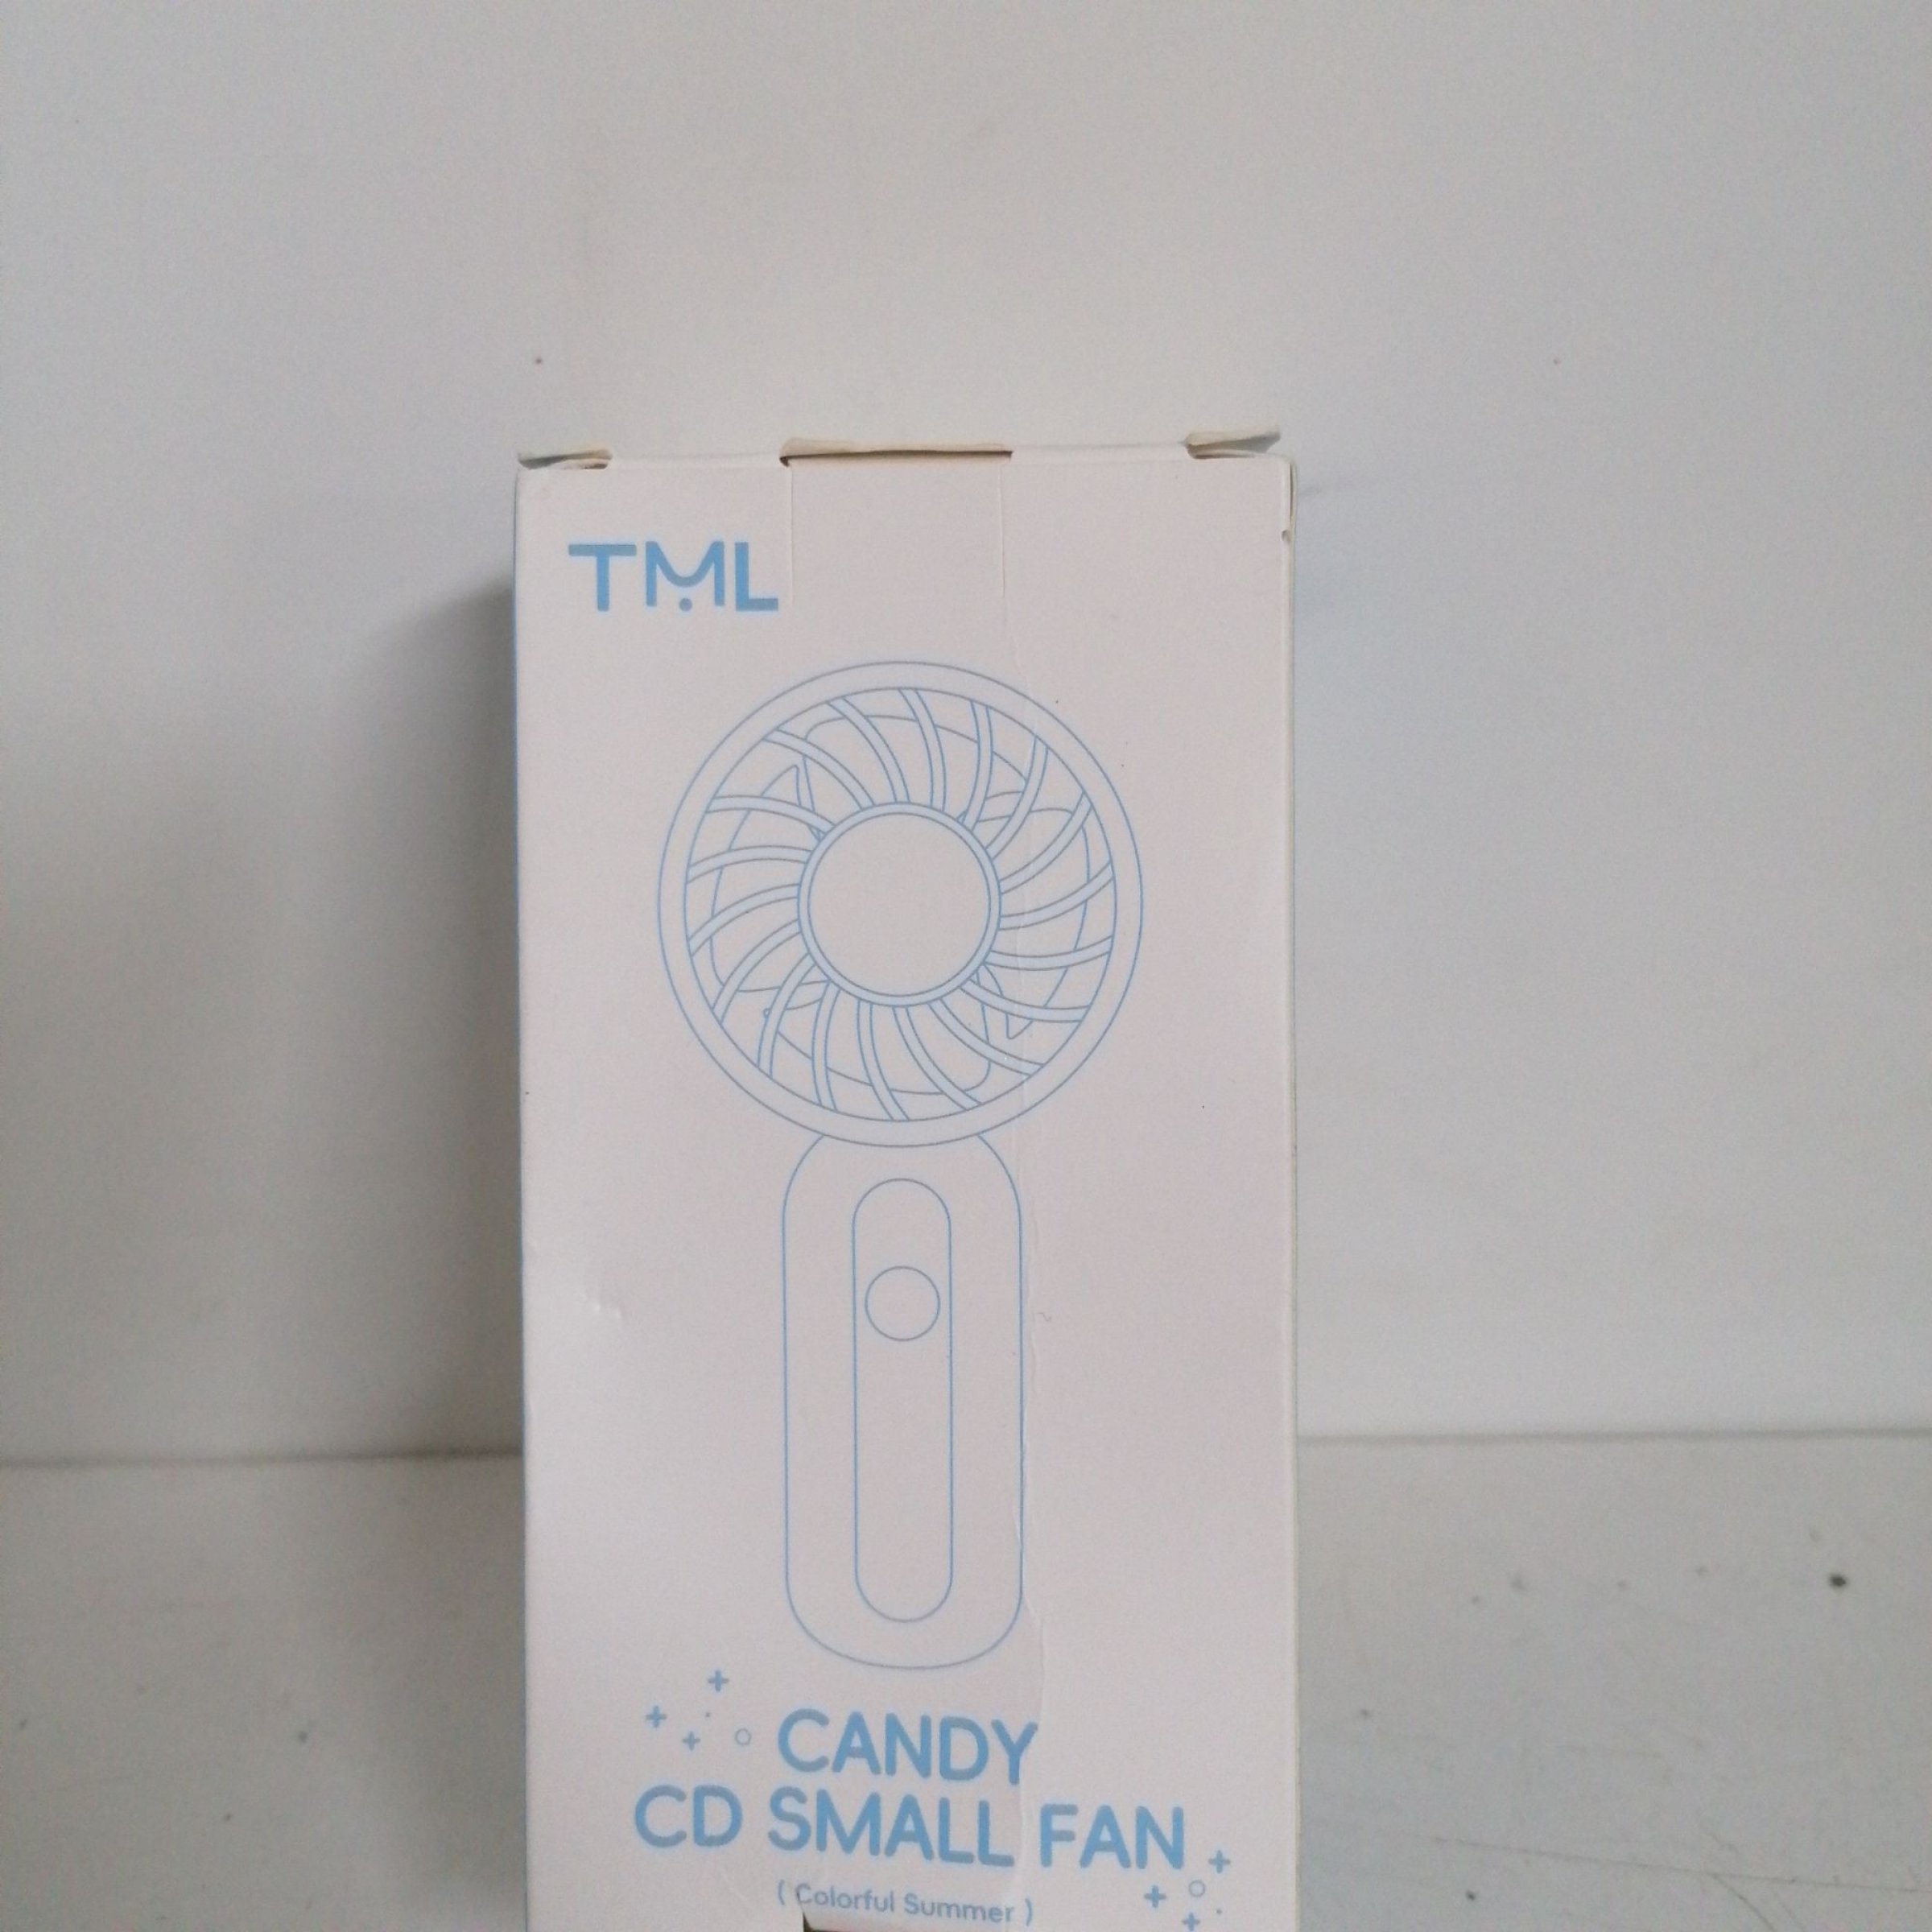 TML
CANDY
CD SMALL FAN
( Colorful Summer )